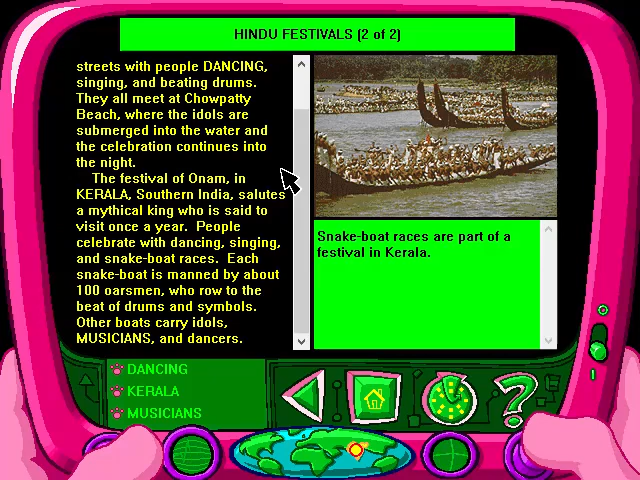 HINDU FESTIVALS (2 of 2)
streets with people DANCING,
singing, and beating drums.
They all meet at Chowpatty
Beach, where the idols are
submerged into the water and
the celebration continues into
the night.
The festival of Onam, in
KERALA, Southern India, salutes
a mythical king who is said to
visit once a year. People
celebrate with dancing, singing,
and snake-boat races. Each
snake-boat is manned by about
100 oarsmen, who row to the
beat of drums and symbols.
Other boats carry idols,
MUSICIANS, and dancers.
Snake-boat races are part of a
festival in Kerala.
DANCING
KERALA
MUSICIANS